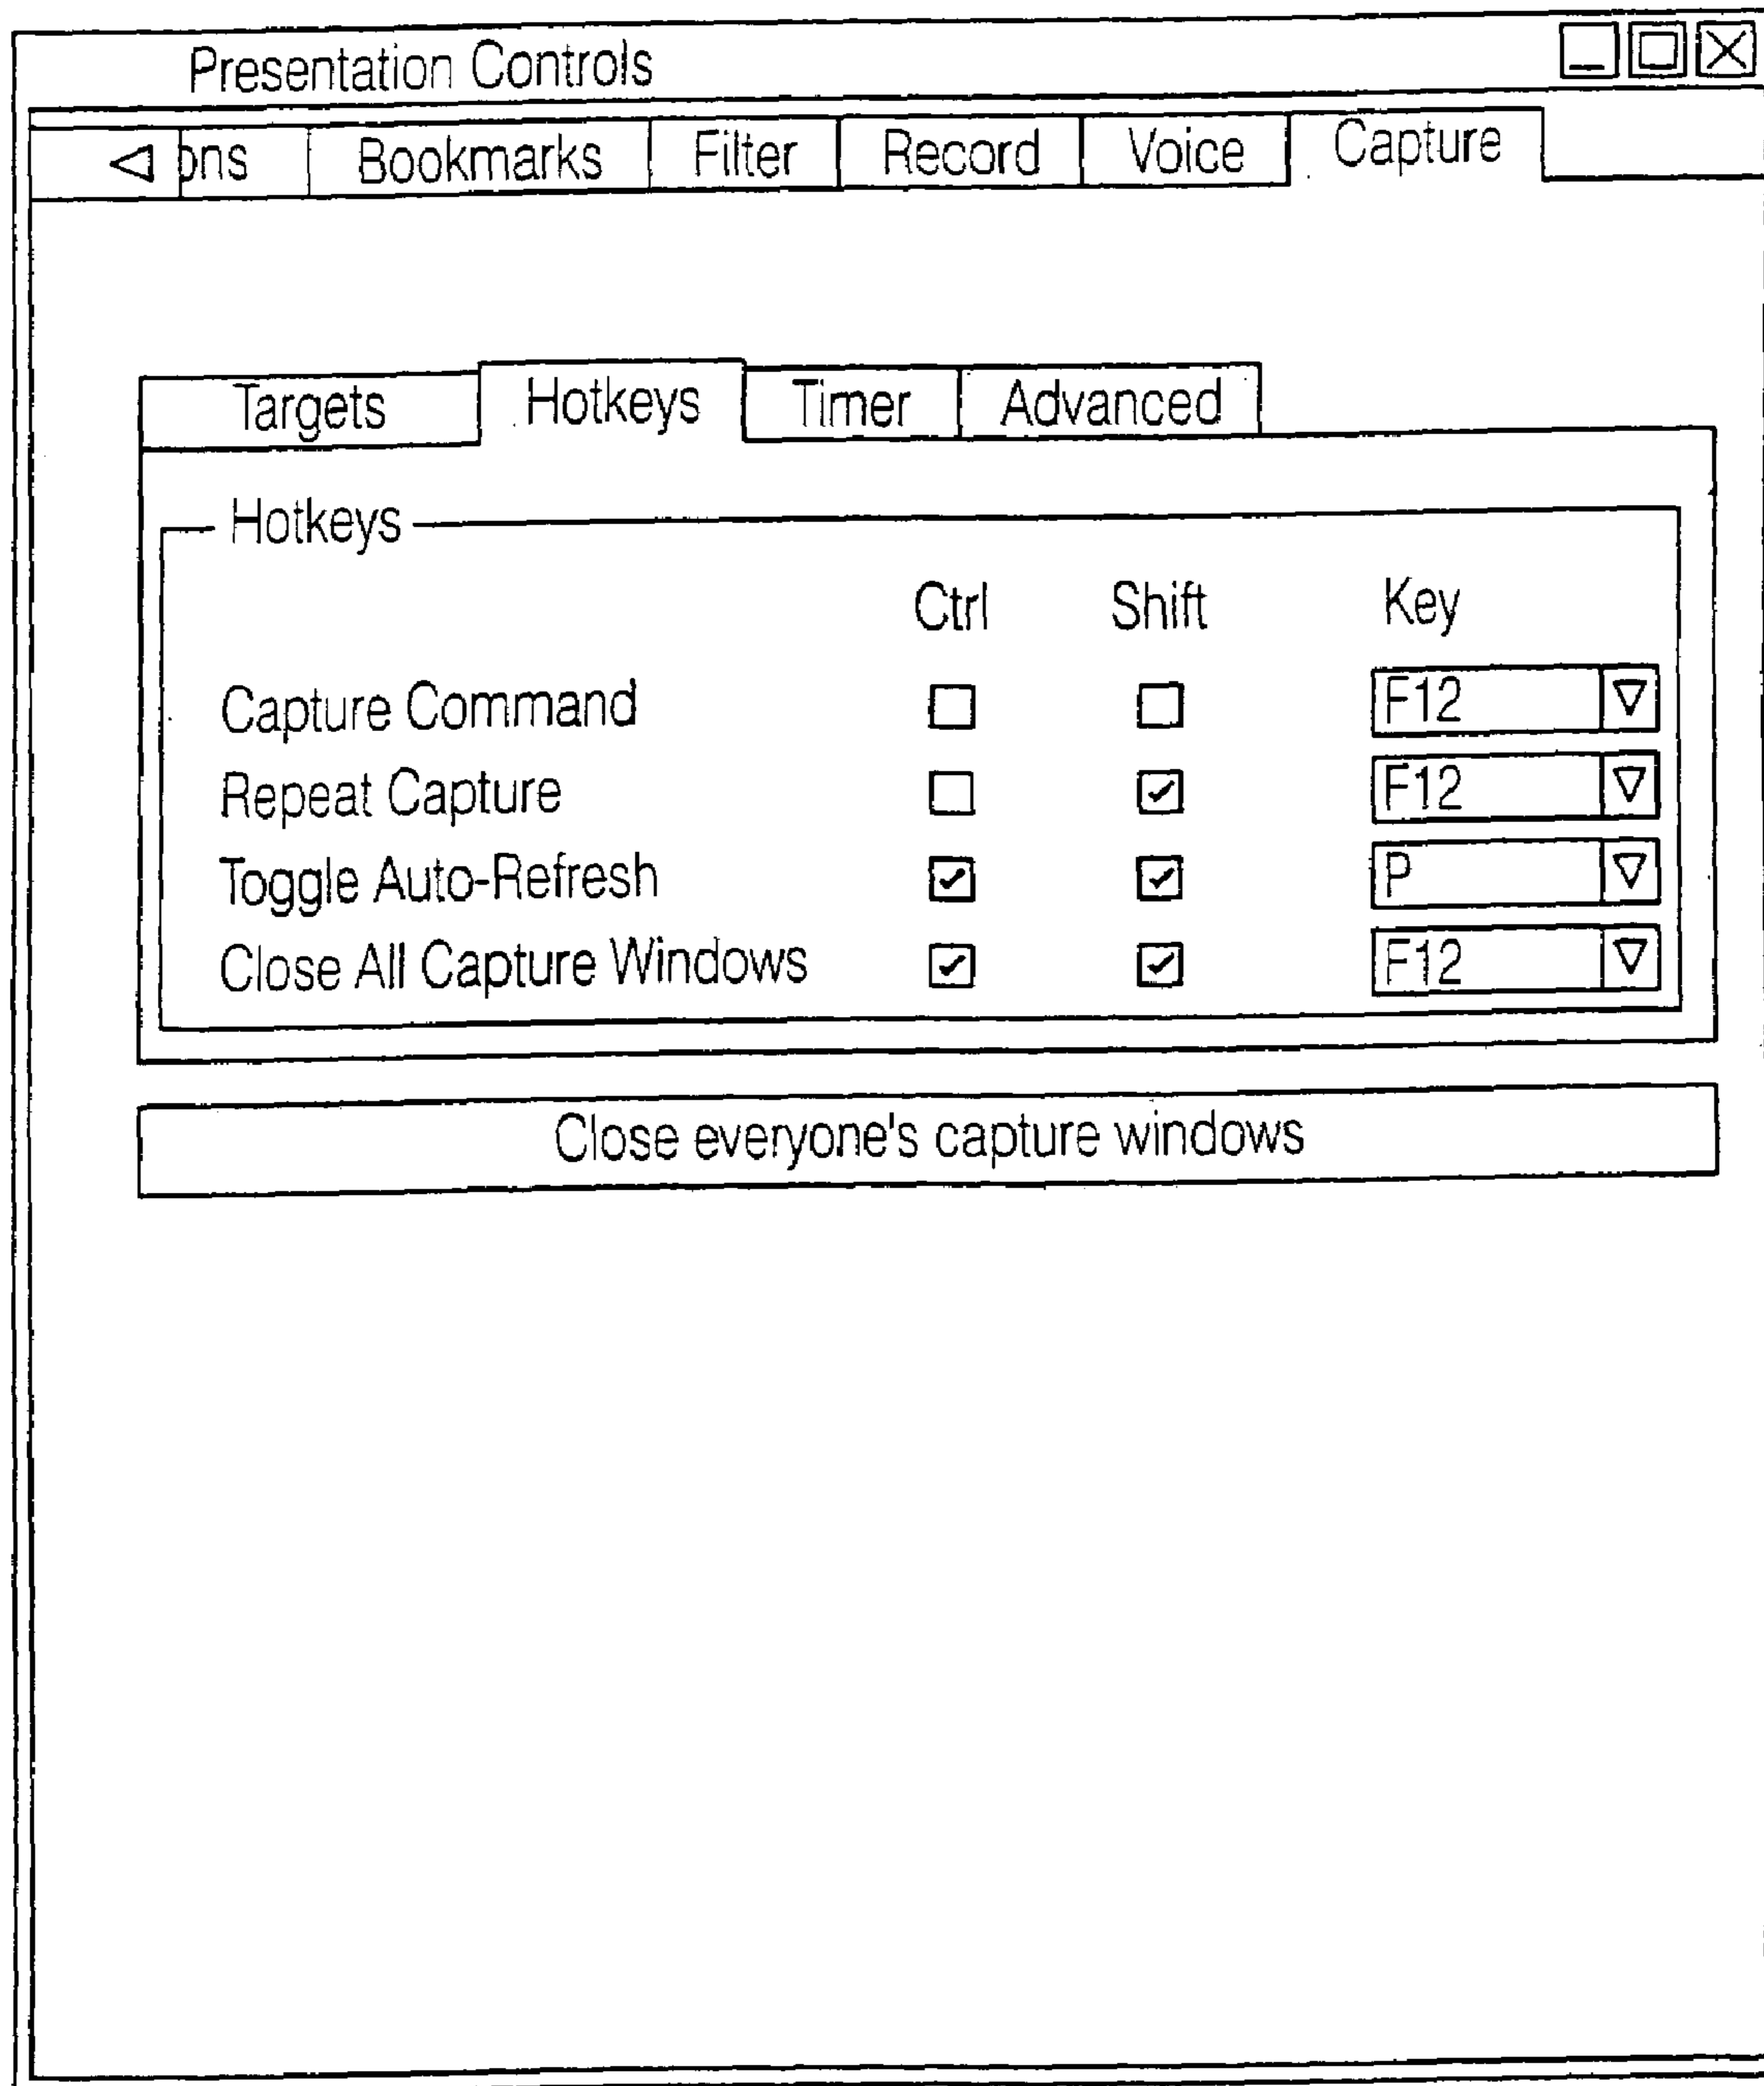 Presentation Controls
ons Bookmarks Filter Record Voice Capture
Targets Hotkeys Timer Advanced
Hotkeys
Ctrl Shift Key
Capture Command F12
Repeat Capture F12
Toggle Auto-Refresh P
Close All Capture Windows F12
Close everyone's capture windows